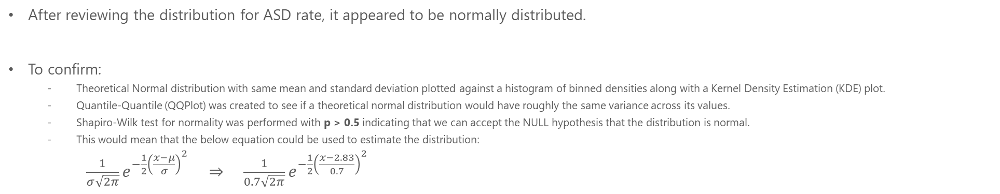 • After reviewing the distribution for ASD rate, it appeared to be normally distributed.
• To confirm:
- Theoretical Normal distribution with same mean and standard deviation plotted against a histogram of binned densities along with a Kernel Density Estimation (KDE) plot.
- Quantile-Quantile (QQPlot) was created to see if a theoretical normal distribution would have roughly the same variance across its values.
- Shapiro-Wilk test for normality was performed with p > 0.5 indicating that we can accept the NULL hypothesis that the distribution is normal.
- This would mean that the below equation could be used to estimate the distribution:
\frac{1}{\sigma\sqrt{2\pi}} e^{-\frac{1}{2}\left(\frac{x-\mu}{\sigma}\right)^2} ⇒ \frac{1}{0.7\sqrt{2\pi}} e^{-\frac{1}{2}\left(\frac{x-2.83}{0.7}\right)^2}